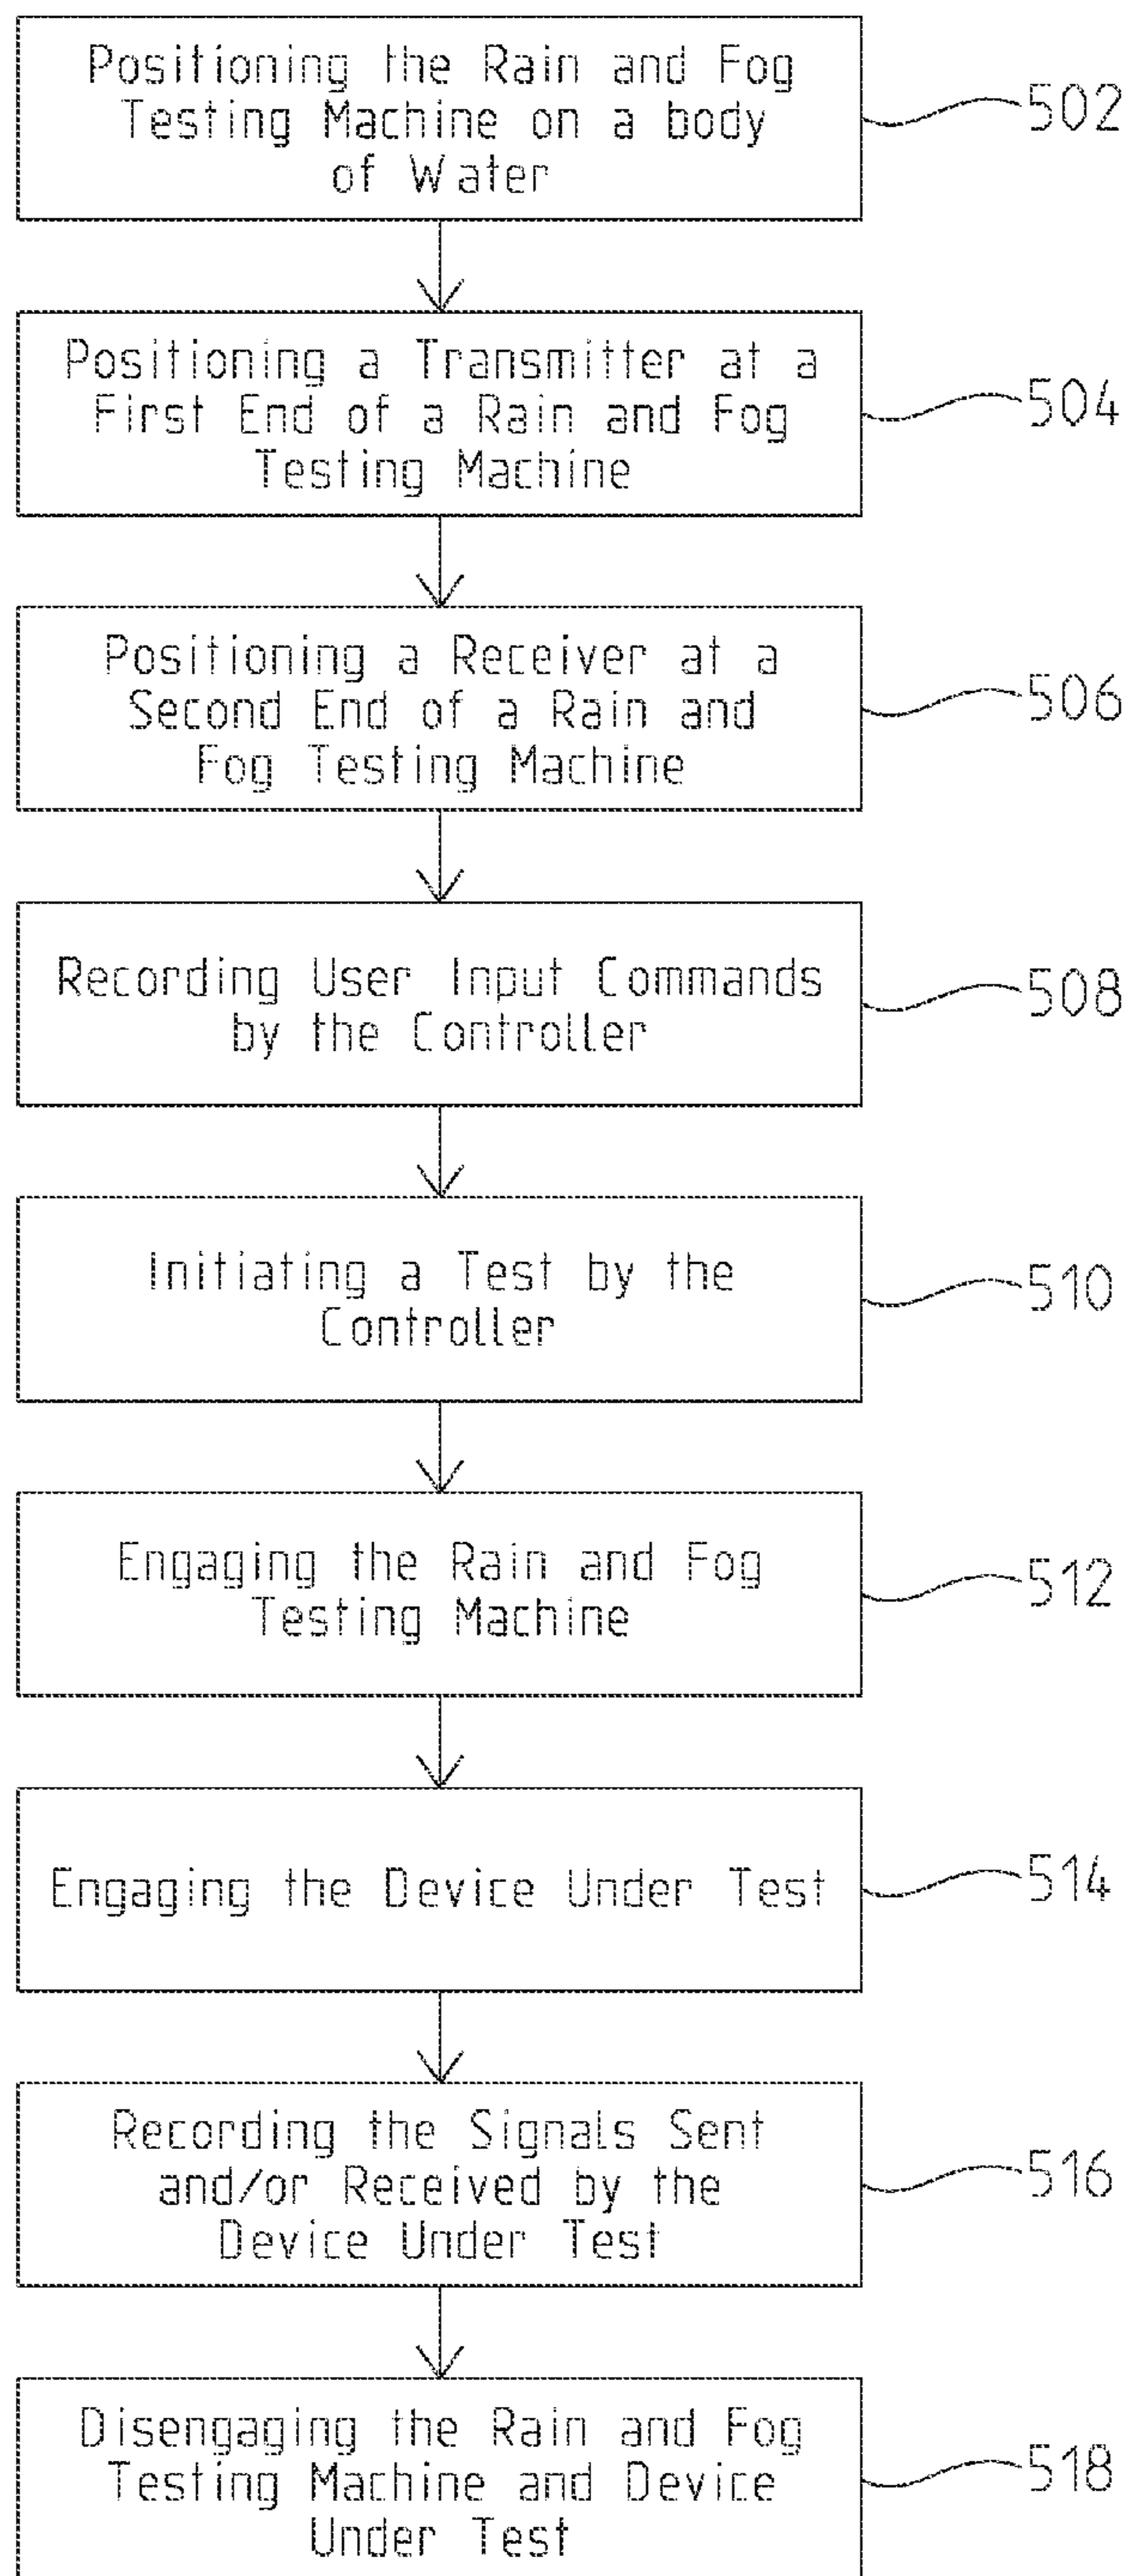 Positioning the Rain and Fog
Testing Machine on a body
of Water
502
Positioning a Transmitter at a
First End of a Rain and Fog
Testing Machine
504
Positioning a Receiver at a
Second End of a Rain and
Fog Testing Machine
506
Recording User Input Commands
by the Controller
508
Initiating a Test by the
Controller
510
Engaging the Rain and Fog
Testing Machine
512
Engaging the Device Under Test
514
Recording the Signals Sent
and/or Received by the
Device Under Test
516
Disengaging the Rain and Fog
Testing Machine and Device
Under Test
518